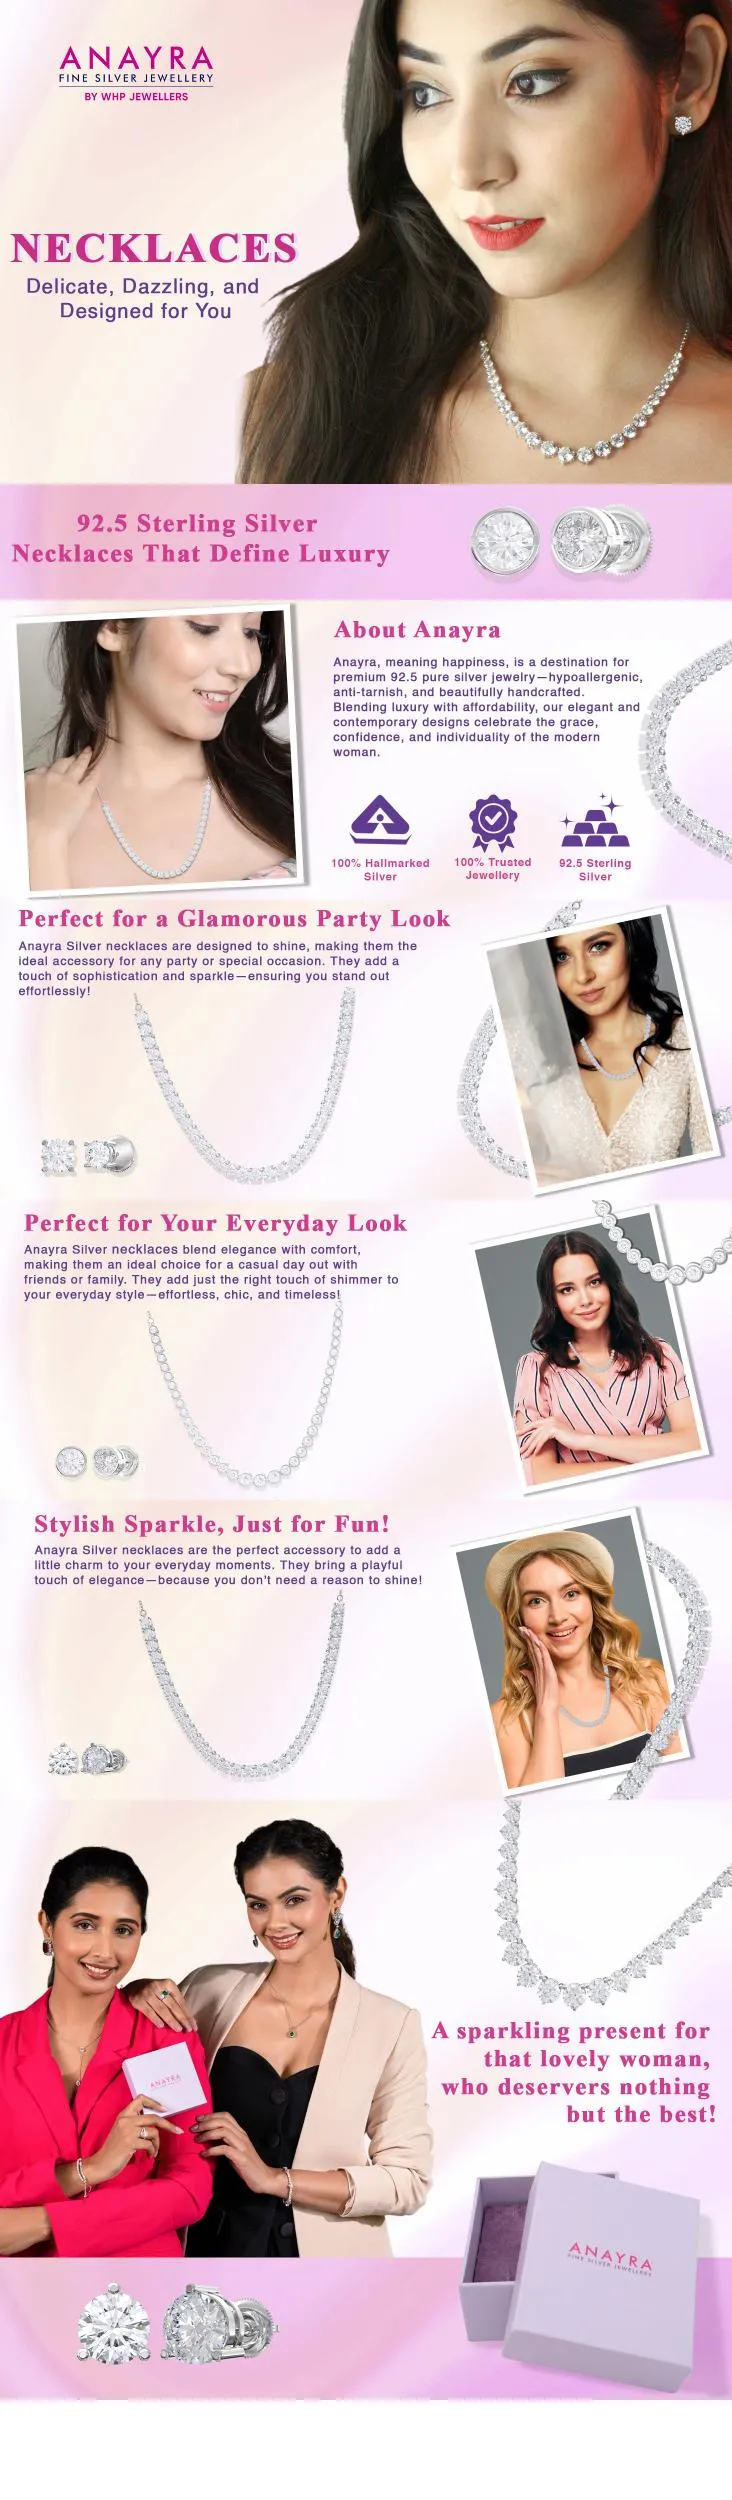 ANAYRA
FINE SILVER JEWELLERY
BY WHP JEWELLERS
NECKLACES
Delicate, Dazzling, and
Designed for You
92.5 Sterling Silver
Necklaces That Define Luxury
About Anayra
Anayra, meaning happiness, is a destination for
premium 92.5 pure silver jewelry—hypoallergenic,
anti-tarnish, and beautifully handcrafted.
Blending luxury with affordability, our elegant and
contemporary designs celebrate the grace,
confidence, and individuality of the modern
woman.
100% Hallmarked
Silver
100% Trusted
Jewellery
92.5 Sterling
Silver
Perfect for a Glamorous Party Look
Anayra Silver necklaces are designed to shine, making them the
ideal accessory for any party or special occasion. They add a
touch of sophistication and sparkle—ensuring you stand out
effortlessly!
Perfect for Your Everyday Look
Anayra Silver necklaces blend elegance with comfort,
making them an ideal choice for a casual day out with
friends or family. They add just the right touch of shimmer to
your everyday style—effortless, chic, and timeless!
Stylish Sparkle, Just for Fun!
Anayra Silver necklaces are the perfect accessory to add a
little charm to your everyday moments. They bring a playful
touch of elegance—because you don't need a reason to shine!
ANAYRA
A sparkling present for
that lovely woman,
who deservers nothing
but the best!
ANAYRA
FINE SILVER JEWELLERY